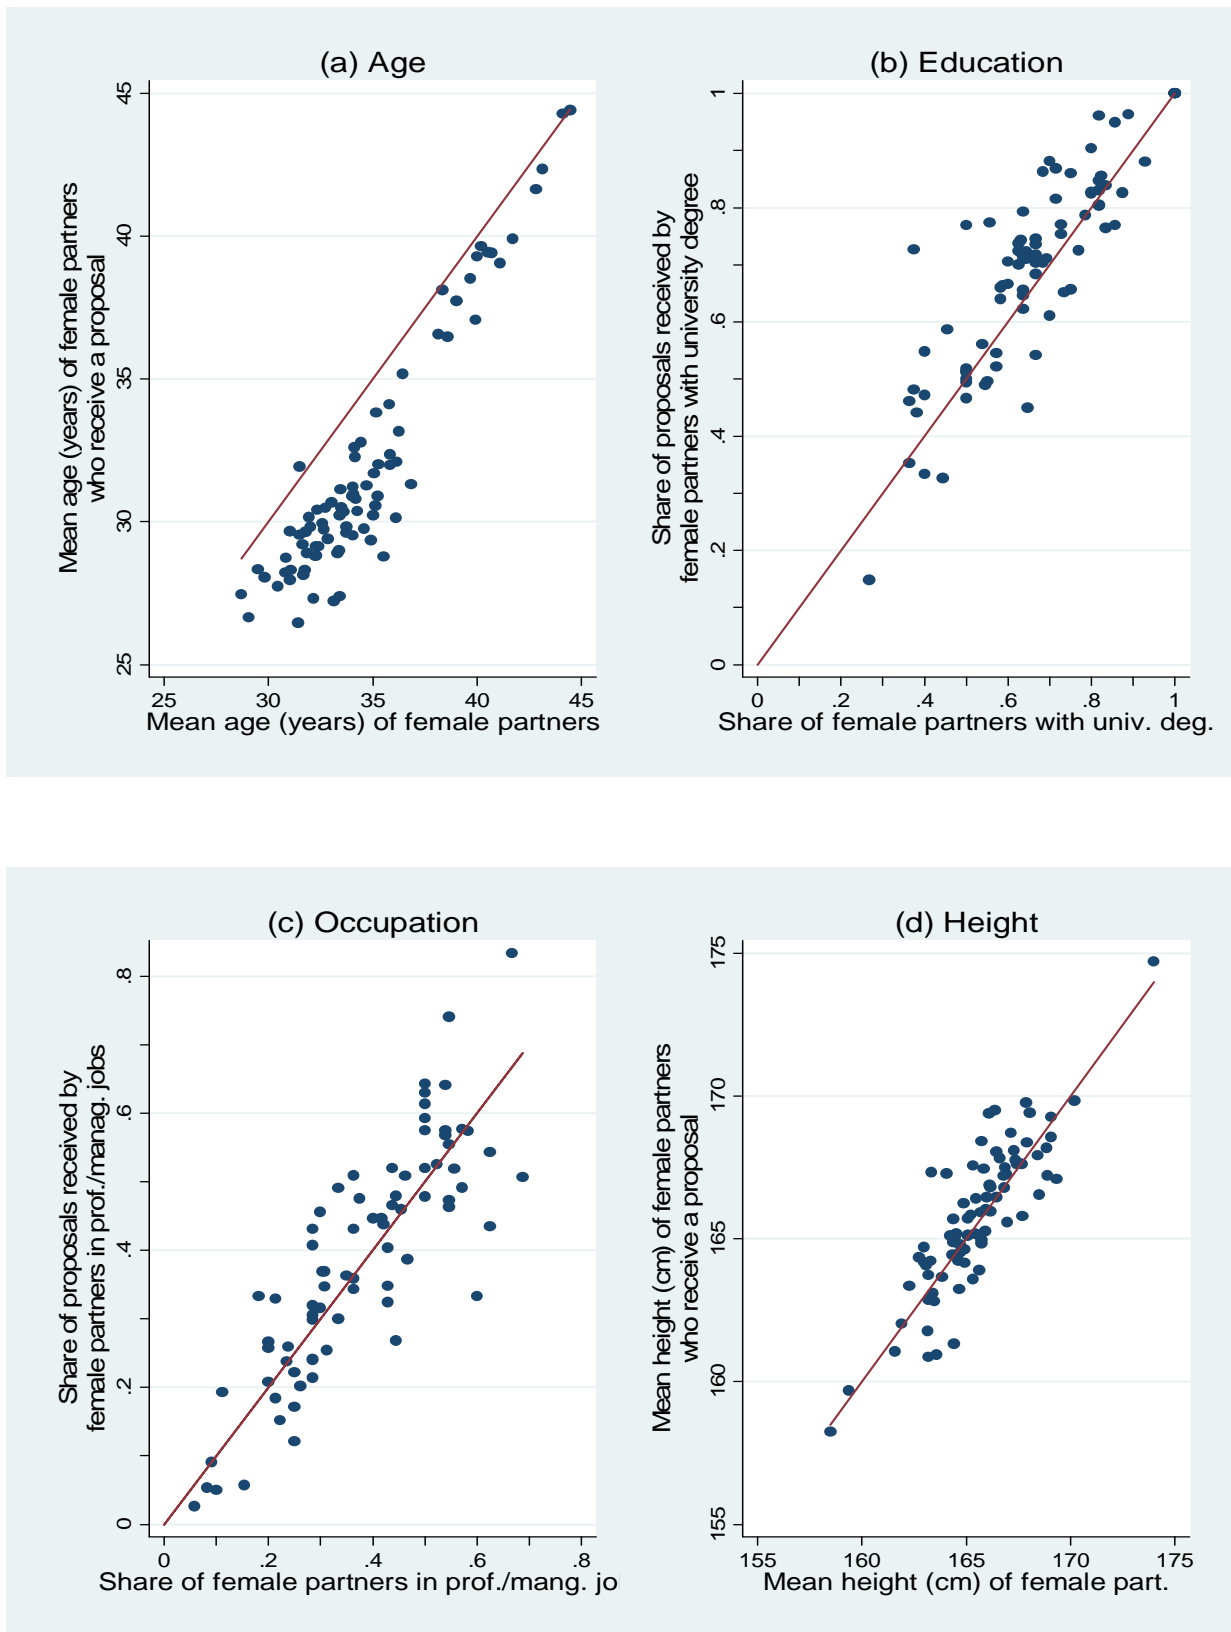 (a) Age
Mean age (years) of female partners
who receive a proposal
45
40
35
30
25
25 30 35 40 45
Mean age (years) of female partners
(b) Education
Share of proposals received by
female partners with university degree
1
.8
.6
.4
.2
0
0 .2 .4 .6 .8 1
Share of female partners with univ. deg.
(c) Occupation
Share of proposals received by
female partners in prof./manag. jobs
.8
.6
.4
.2
0
0 .2 .4 .6 .8
Share of female partners in prof./mang. jo
(d) Height
Mean height (cm) of female partners
who receive a proposal
175
170
165
160
155
155 160 165 170 175
Mean height (cm) of female part.